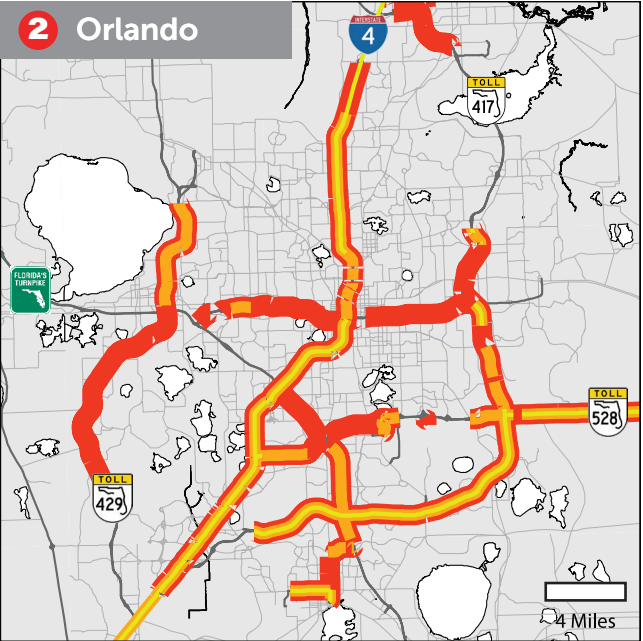 2 Orlando
INTERSTATE
4
TOLL
417
FLORIDA'S
TURNPIKE
TOLL
528
TOLL
429
4 Miles